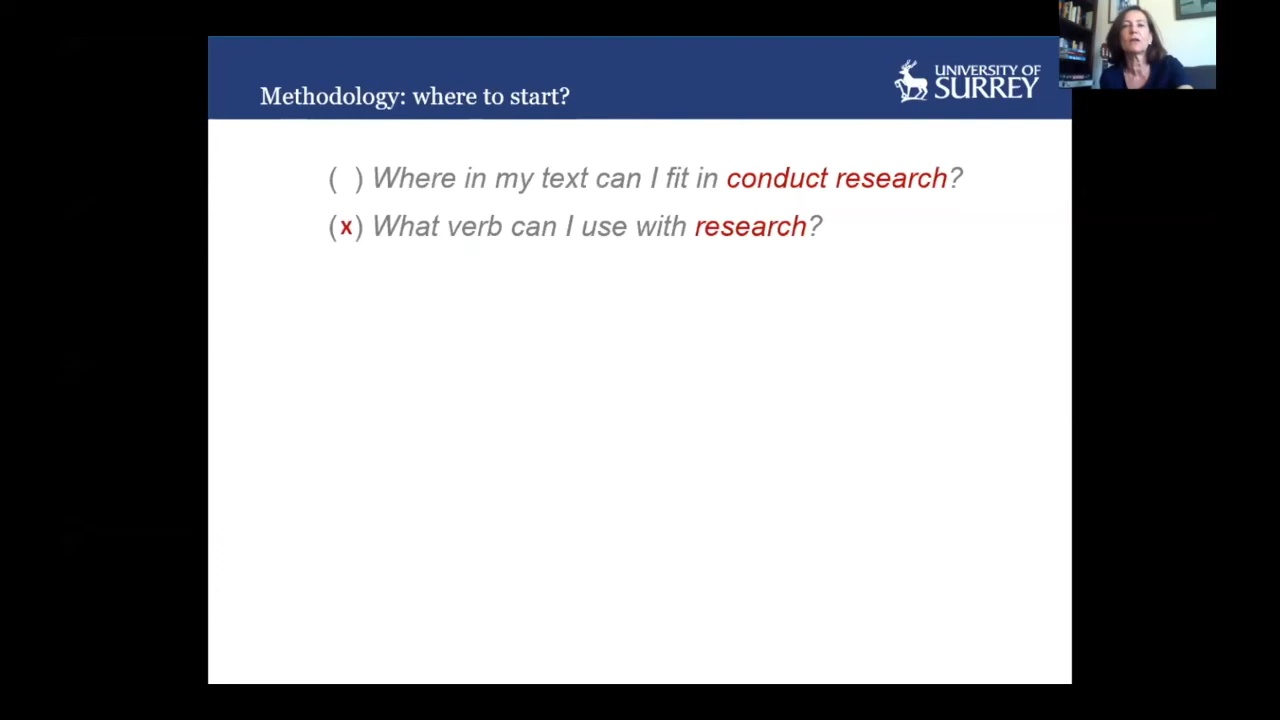 Methodology: where to start?
UNIVERSITY OF
SURREY
( ) Where in my text can I fit in conduct research?
(x) What verb can I use with research?